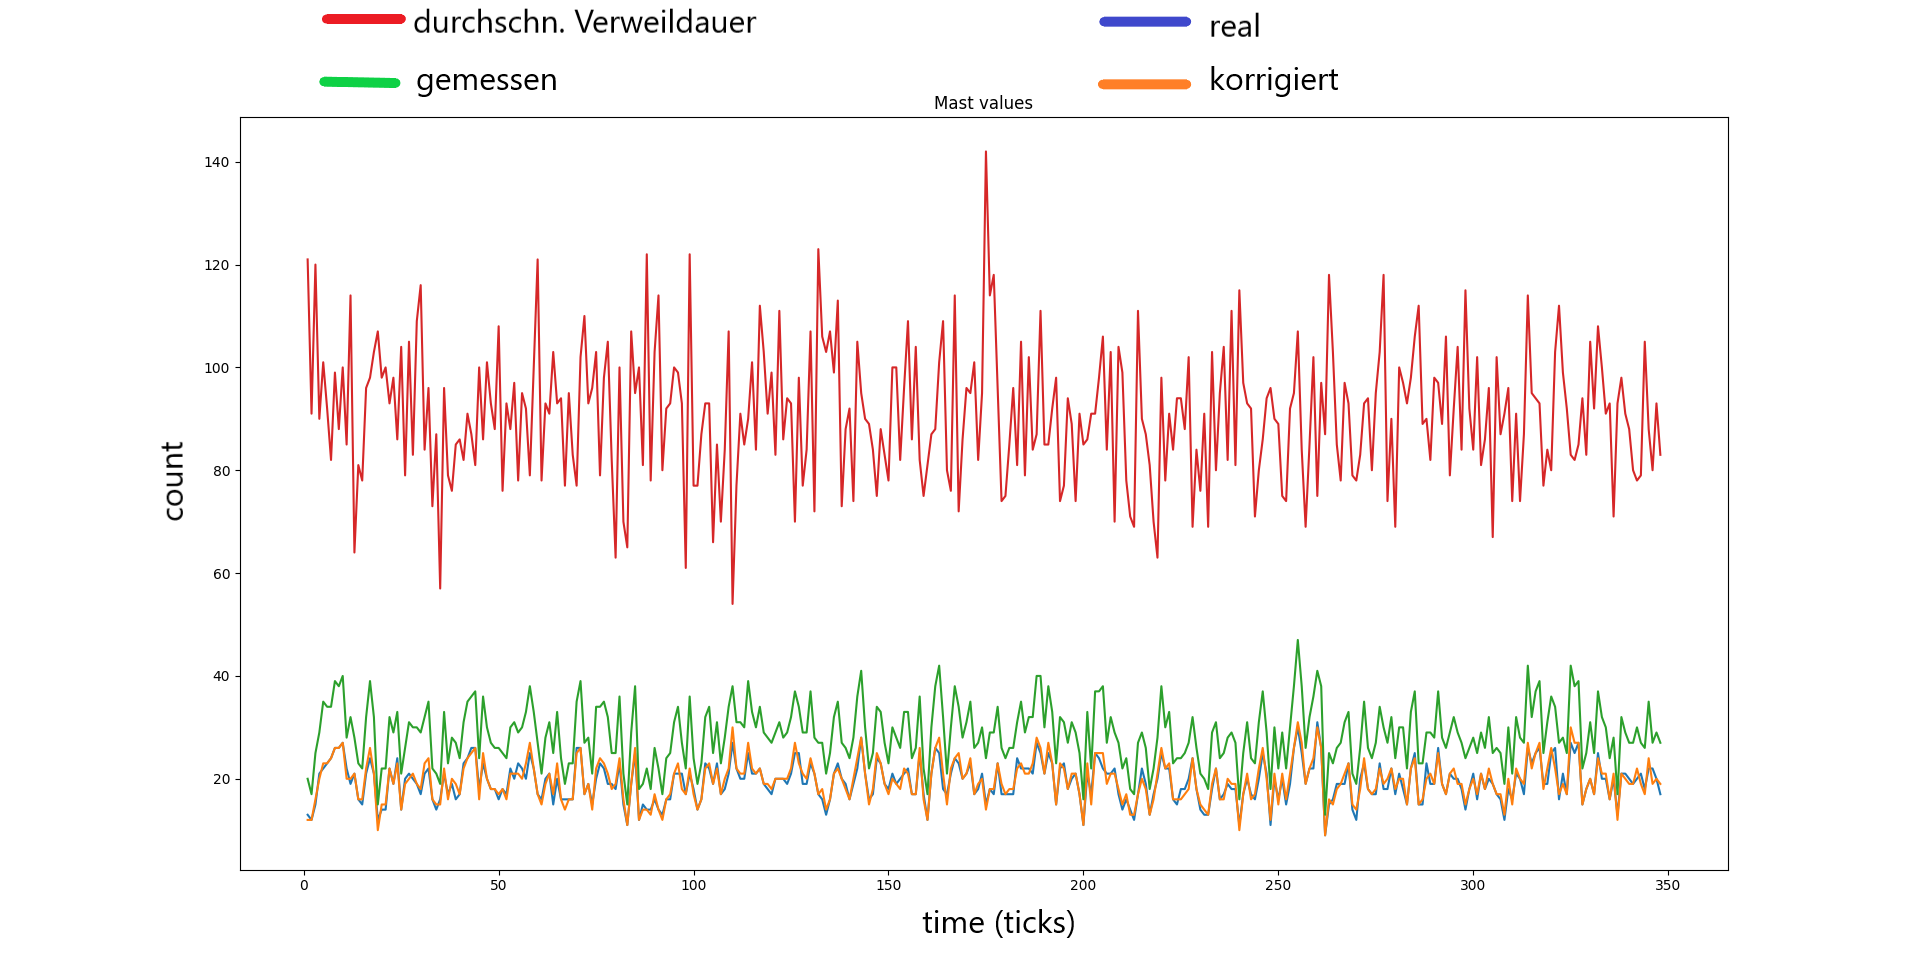 durchschn. Verweildauer
real
gemessen
korrigiert
Mast values
140
120
100
80
60
40
20
count
0 50 100 150 200 250 300 350
time (ticks)